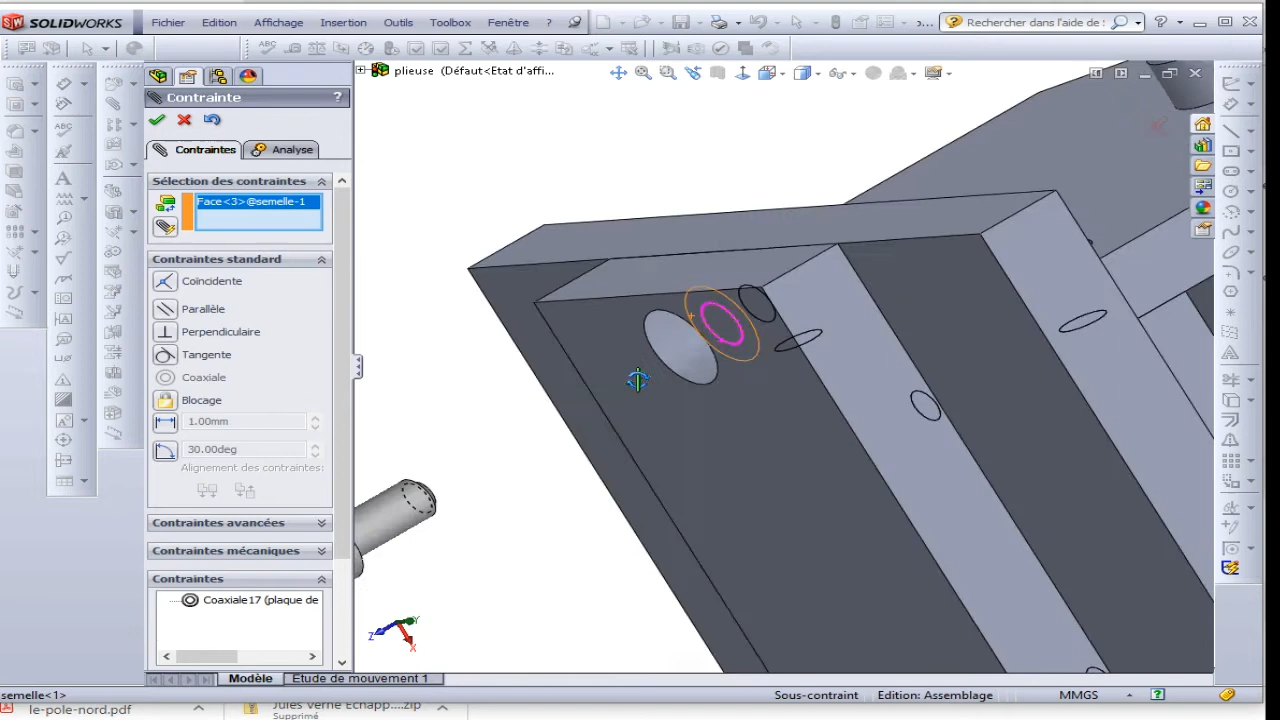 SOLIDWORKS Fichier Edition Affichage Insertion Outils Toolbox Fenêtre ? ... Rechercher dans l'aide de : ?
plieuse (Défaut<Etat d'affi...
Contrainte ?
Contraintes Analyse
Sélection des contraintes
Face<3>@semelle-1
Contraintes standard
Coïncidente
Parallèle
Perpendiculaire
Tangente
Coaxiale
Blocage
1.00mm
30.00deg
Alignement des contraintes:
Contraintes avancées
Contraintes mécaniques
Contraintes
Coaxiale17 (plaque de
Z Y X
Modèle Etude de mouvement 1
semelle<1> Sous-contraint Edition: Assemblage MMGS ?
le-pole-nord.pdf Jules Verne Echapp....zip
Supprimé